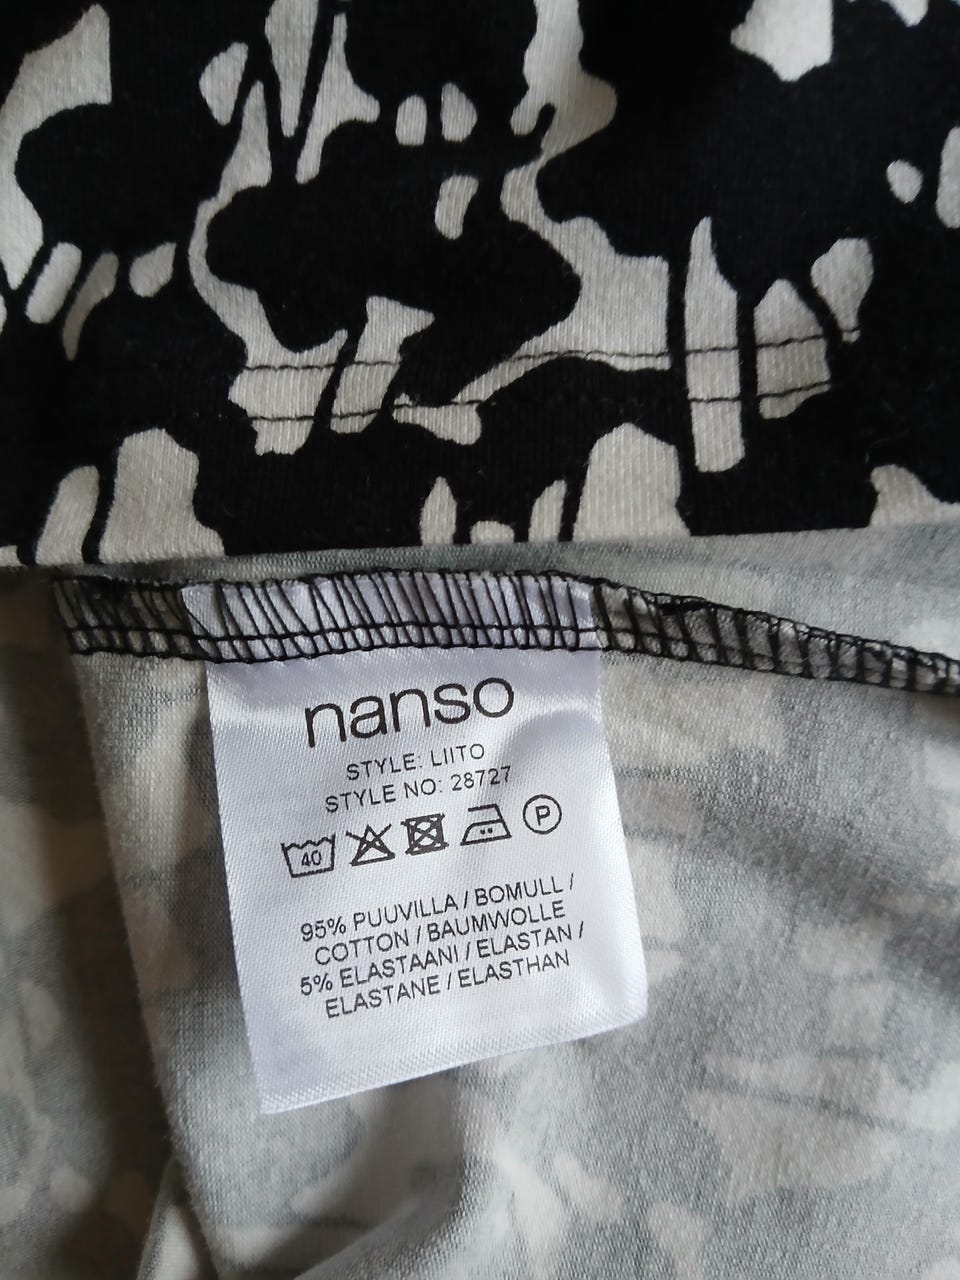 nanso
STYLE: LIITO
STYLE NO: 28727
40 P
95% PUUVILLA / BOMULL /
COTTON / BAUMWOLLE
5% ELASTAANI / ELASTAN /
ELASTANE / ELASTHAN